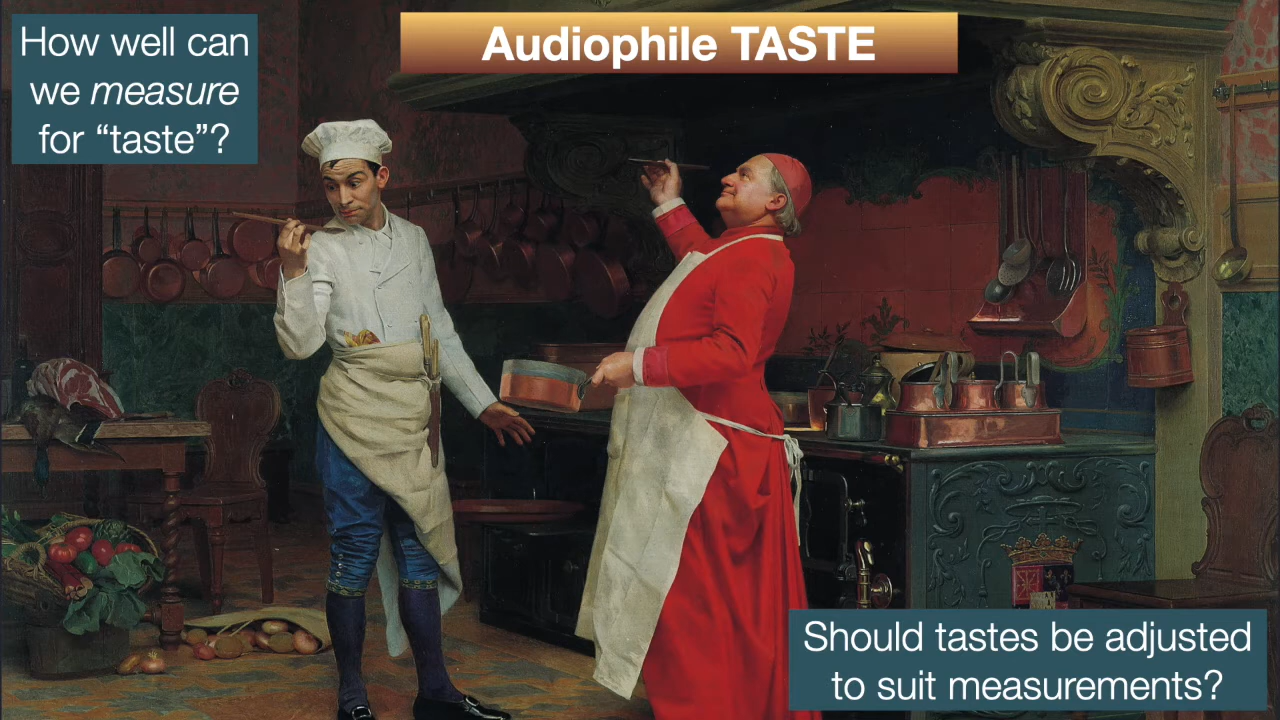 How well can
we measure
for “taste”?
Audiophile TASTE
Should tastes be adjusted
to suit measurements?